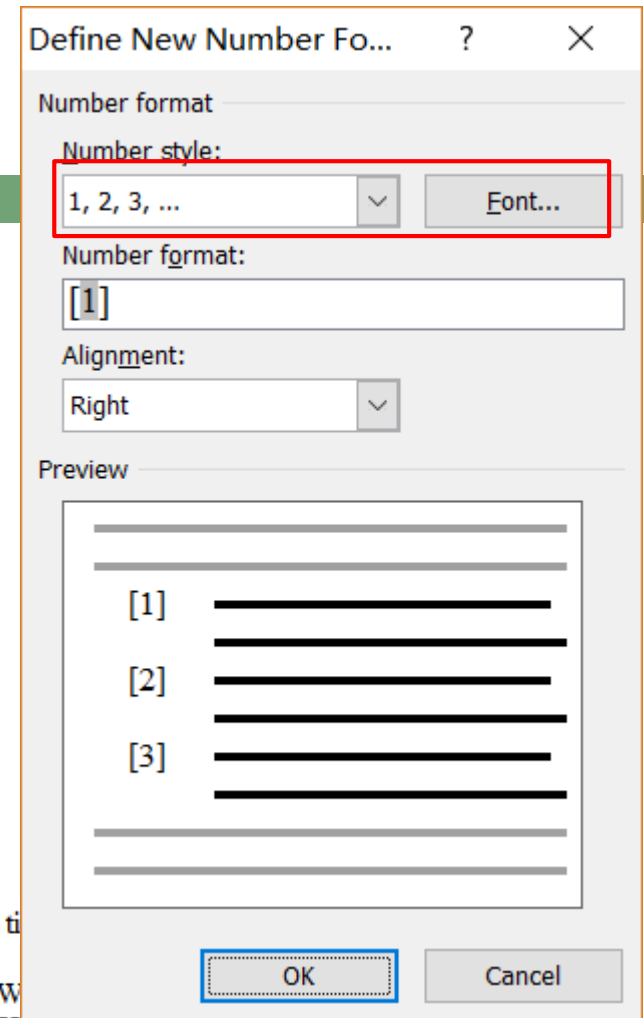 Define New Number Fo... ?
Number format
Number style:
1, 2, 3, ... Font...
Number format:
[1]
Alignment:
Right
Preview
[1]
[2]
[3]
ti
OK Cancel
W